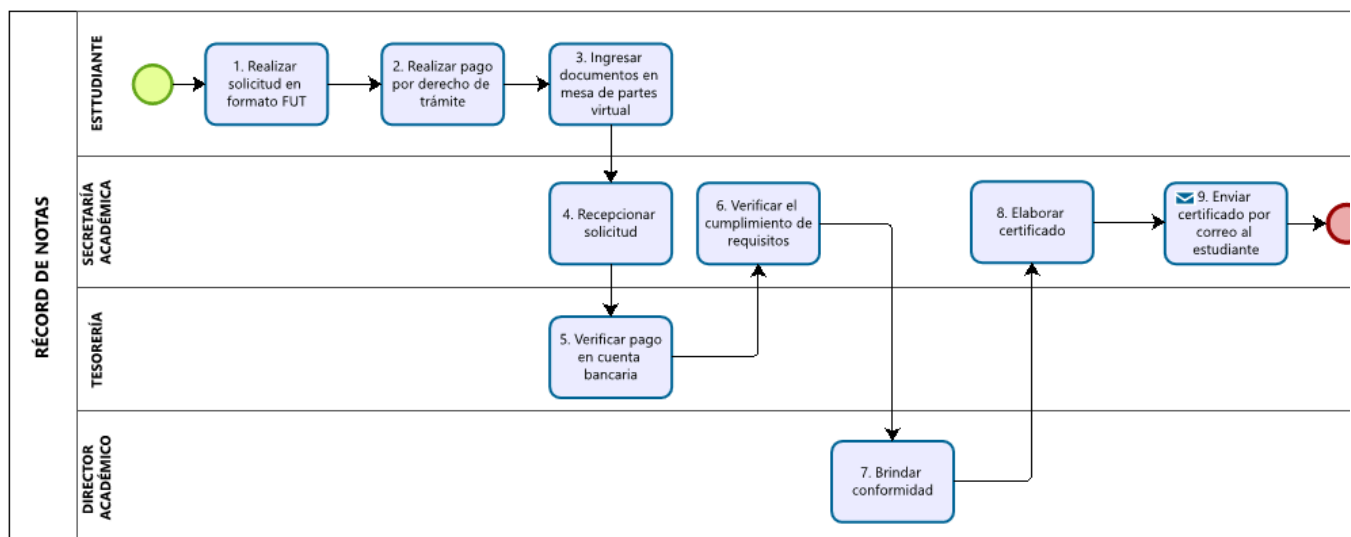 RÉCORD DE NOTAS
ESTTUDIANTE
1. Realizar
solicitud en
formato FUT
2. Realizar pago
por derecho de
trámite
3. Ingresar
documentos en
mesa de partes
virtual
SECRETARÍA
ACADÉMICA
4. Recepcionar
solicitud
6. Verificar el
cumplimiento de
requisitos
8. Elaborar
certificado
9. Enviar
certificado por
correo al
estudiante
TESORERÍA
5. Verificar pago
en cuenta
bancaria
DIRECTOR
ACADÉMICO
7. Brindar
conformidad